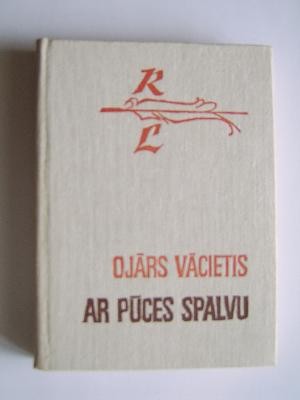 R
L
OJĀRS VĀCIETIS
AR PŪCES SPALVU